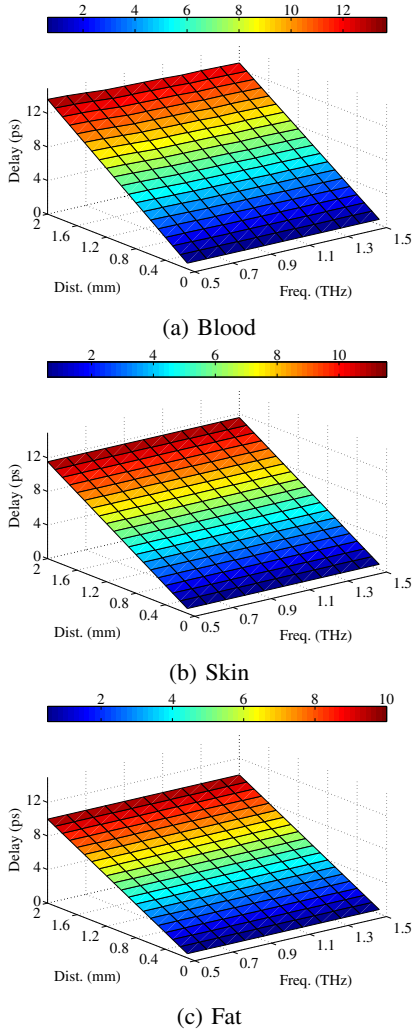 2 4 6 8 10 12
12
8
4
0
Delay (ps)
2 1.6 1.2 0.8 0.4 0
Dist. (mm)
0.5 0.7 0.9 1.1 1.3 1.5
Freq. (THz)
(a) Blood
2 4 6 8 10
12
8
4
0
Delay (ps)
2 1.6 1.2 0.8 0.4 0
Dist. (mm)
0.5 0.7 0.9 1.1 1.3 1.5
Freq. (THz)
(b) Skin
2 4 6 8 10
12
8
4
0
Delay (ps)
2 1.6 1.2 0.8 0.4 0
Dist. (mm)
0.5 0.7 0.9 1.1 1.3 1.5
Freq. (THz)
(c) Fat